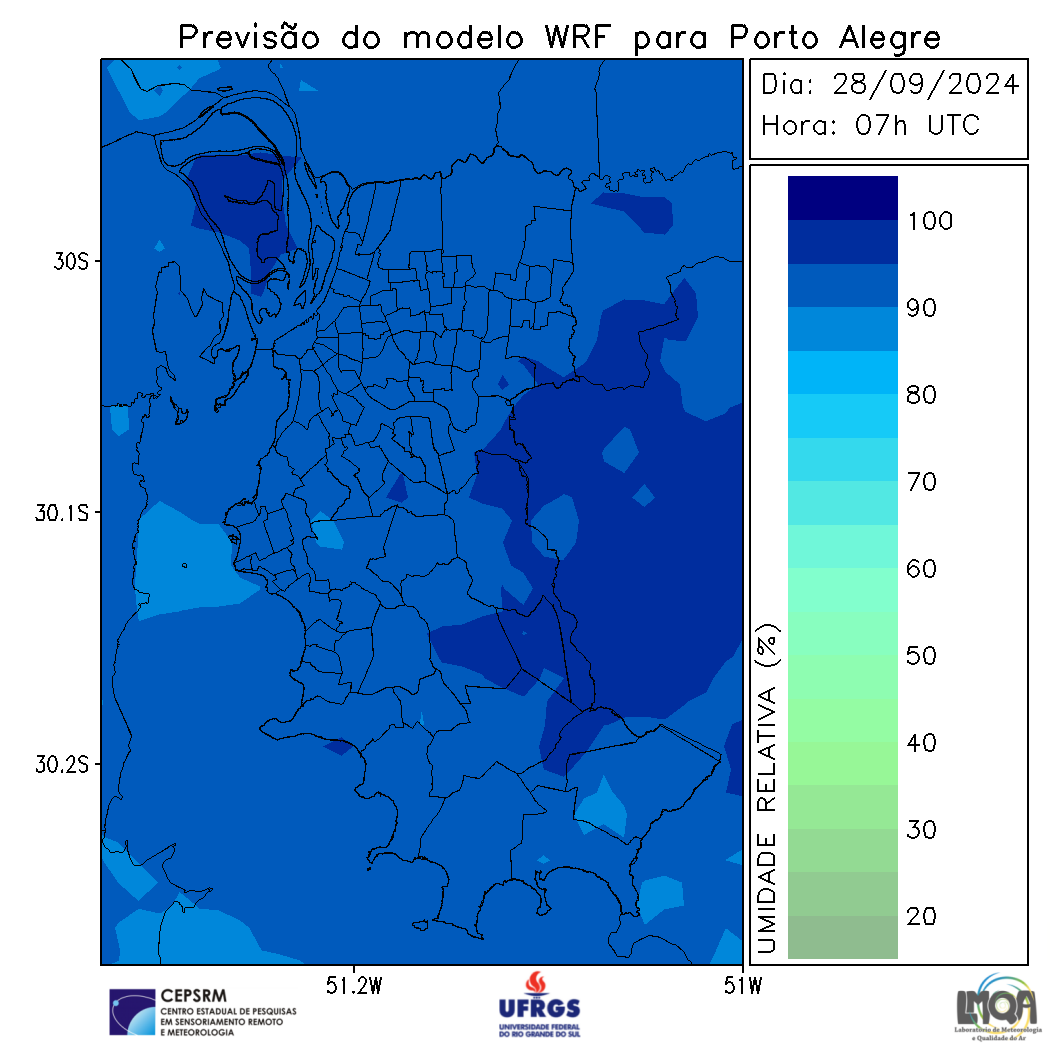 Previsão do modelo WRF para Porto Alegre
Dia: 28/09/2024
Hora: 07h UTC
30S
30.1S
30.2S
51.2W
51W
100
90
80
70
60
50
40
30
20
UMIDADE RELATIVA (%)
CEPSRM
CENTRO ESTADUAL DE PESQUISAS
EM SENSORIAMENTO REMOTO
E METEOROLOGIA
UFRGS
UNIVERSIDADE FEDERAL
DO RIO GRANDE DO SUL
LMQA
Laboratório de Meteorologia
e Qualidade do Ar